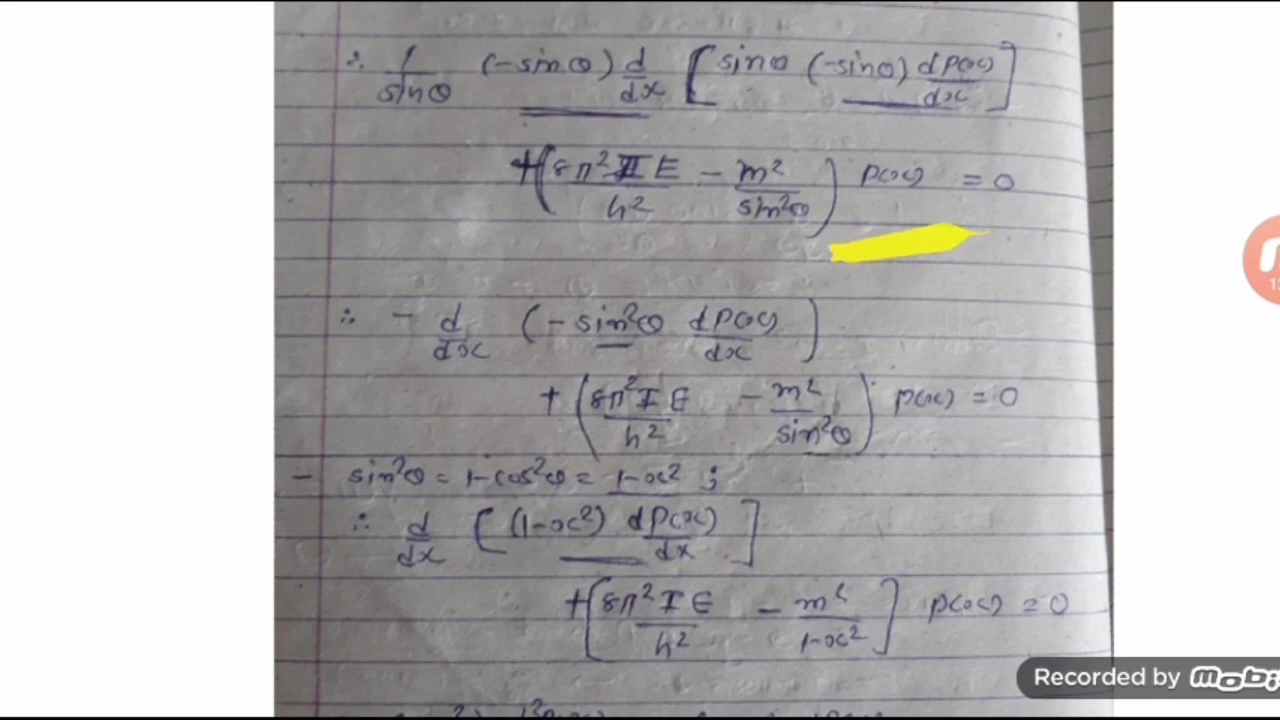 ∴ 1/sinθ (-sinθ) d/dx [sinθ (-sinθ) dP(x)/dx]
+(8π²IE/h² - m²/sin²θ) P(x) = 0
∴ - d/dx (-sin²θ dP(x)/dx)
+ (8π²IE/h² - m²/sin²θ) P(x) = 0
- sin²θ = 1-cos²θ = 1-x² ;
∴ d/dx [(1-x²) dP(x)/dx]
+[8π²IE/h² - m²/1-x²] P(x) = 0
Recorded by